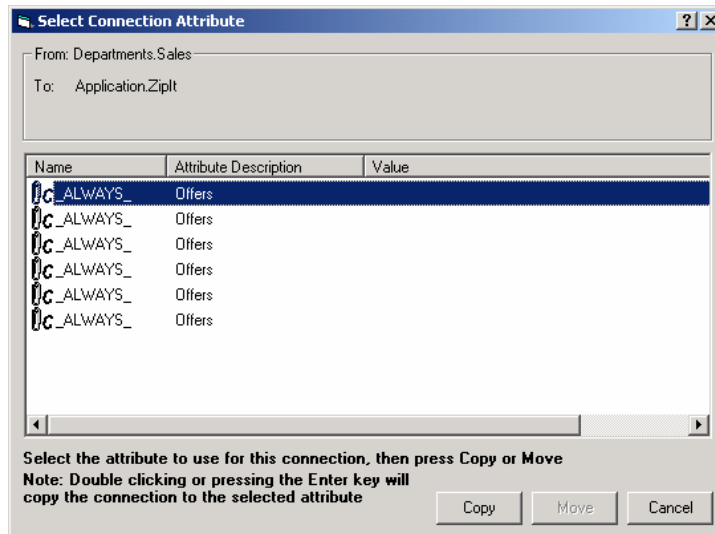 Select Connection Attribute
From: Departments.Sales
To: Application.ZipIt
Name Attribute Description Value
_ALWAYS_ Offers
_ALWAYS_ Offers
_ALWAYS_ Offers
_ALWAYS_ Offers
_ALWAYS_ Offers
_ALWAYS_ Offers
Select the attribute to use for this connection, then press Copy or Move
Note: Double clicking or pressing the Enter key will
copy the connection to the selected attribute
Copy Move Cancel